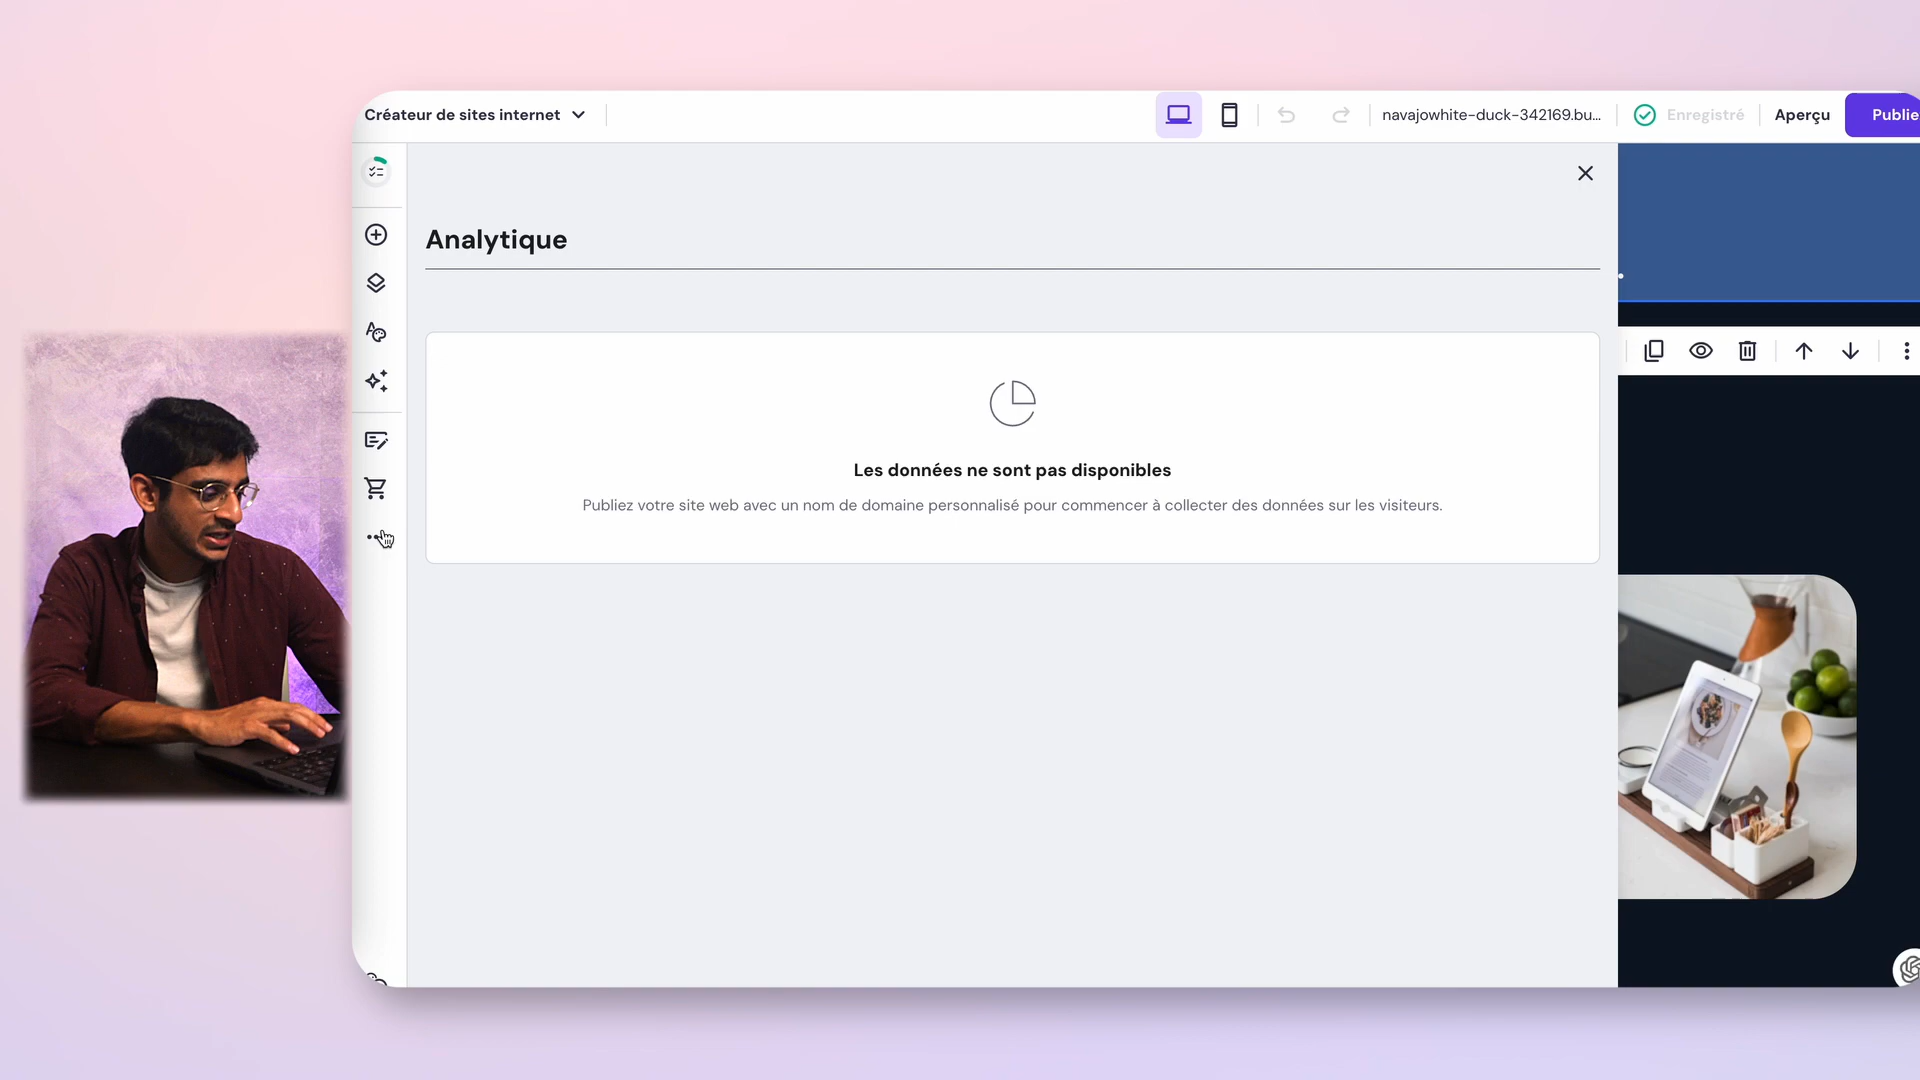 Créateur de sites internet
navajowhite-duck-342169.bu...
Enregistré
Aperçu
Publie
Analytique
Les données ne sont pas disponibles
Publiez votre site web avec un nom de domaine personnalisé pour commencer à collecter des données sur les visiteurs.